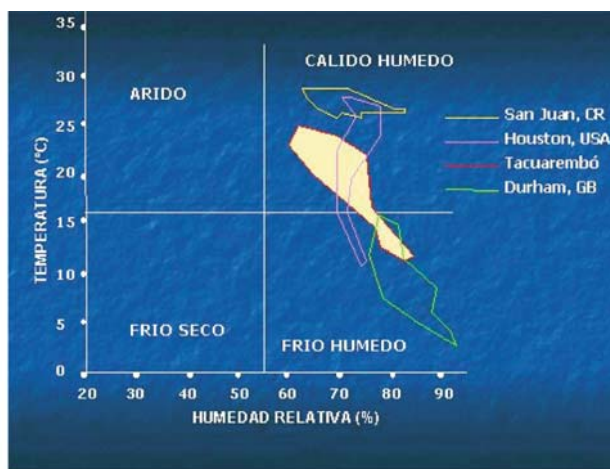 35
30
25
20
15
10
5
0
TEMPERATURA (°C)
CALIDO HUMEDO
ARIDO
San Juan, CR
Houston, USA
Tacuarembó
Durham, GB
FRIO SECO
FRIO HUMEDO
20 30 40 50 60 70 80 90
HUMEDAD RELATIVA (%)